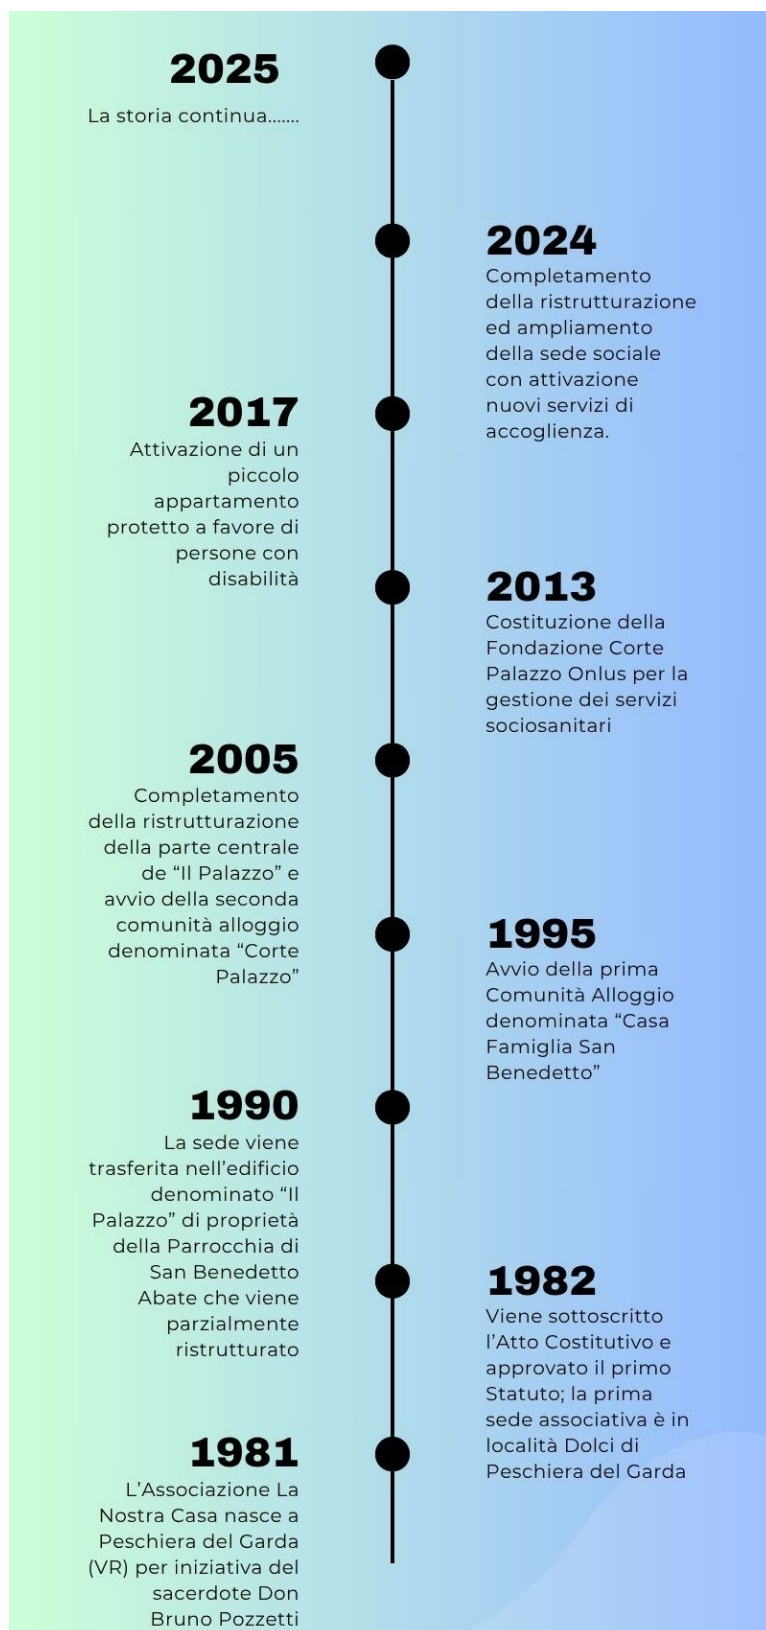 2025
La storia continua.......
2024
Completamento
della ristrutturazione
ed ampliamento
della sede sociale
con attivazione
nuovi servizi di
accoglienza.
2017
Attivazione di un
piccolo
appartamento
protetto a favore di
persone con
disabilità
2013
Costituzione della
Fondazione Corte
Palazzo Onlus per la
gestione dei servizi
sociosanitari
2005
Completamento
della ristrutturazione
della parte centrale
de “Il Palazzo” e
avvio della seconda
comunità alloggio
denominata “Corte
Palazzo”
1995
Avvio della prima
Comunità Alloggio
denominata “Casa
Famiglia San
Benedetto”
1990
La sede viene
trasferita nell’edificio
denominato “Il
Palazzo” di proprietà
della Parrocchia di
San Benedetto
Abate che viene
parzialmente
ristrutturato
1982
Viene sottoscritto
l’Atto Costitutivo e
approvato il primo
Statuto; la prima
sede associativa è in
località Dolci di
Peschiera del Garda
1981
L’Associazione La
Nostra Casa nasce a
Peschiera del Garda
(VR) per iniziativa del
sacerdote Don
Bruno Pozzetti